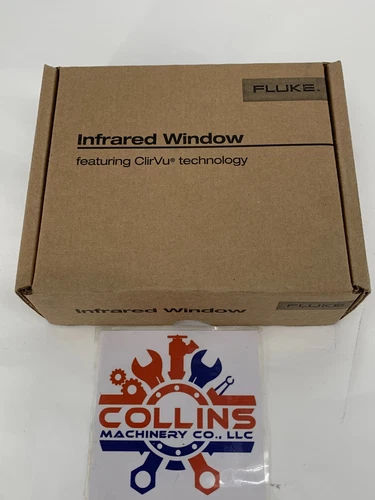 FLUKE®
Infrared Window
featuring ClirVu® technology
Infrared Window
FLUKE
COLLINS
MACHINERY CO., LLC